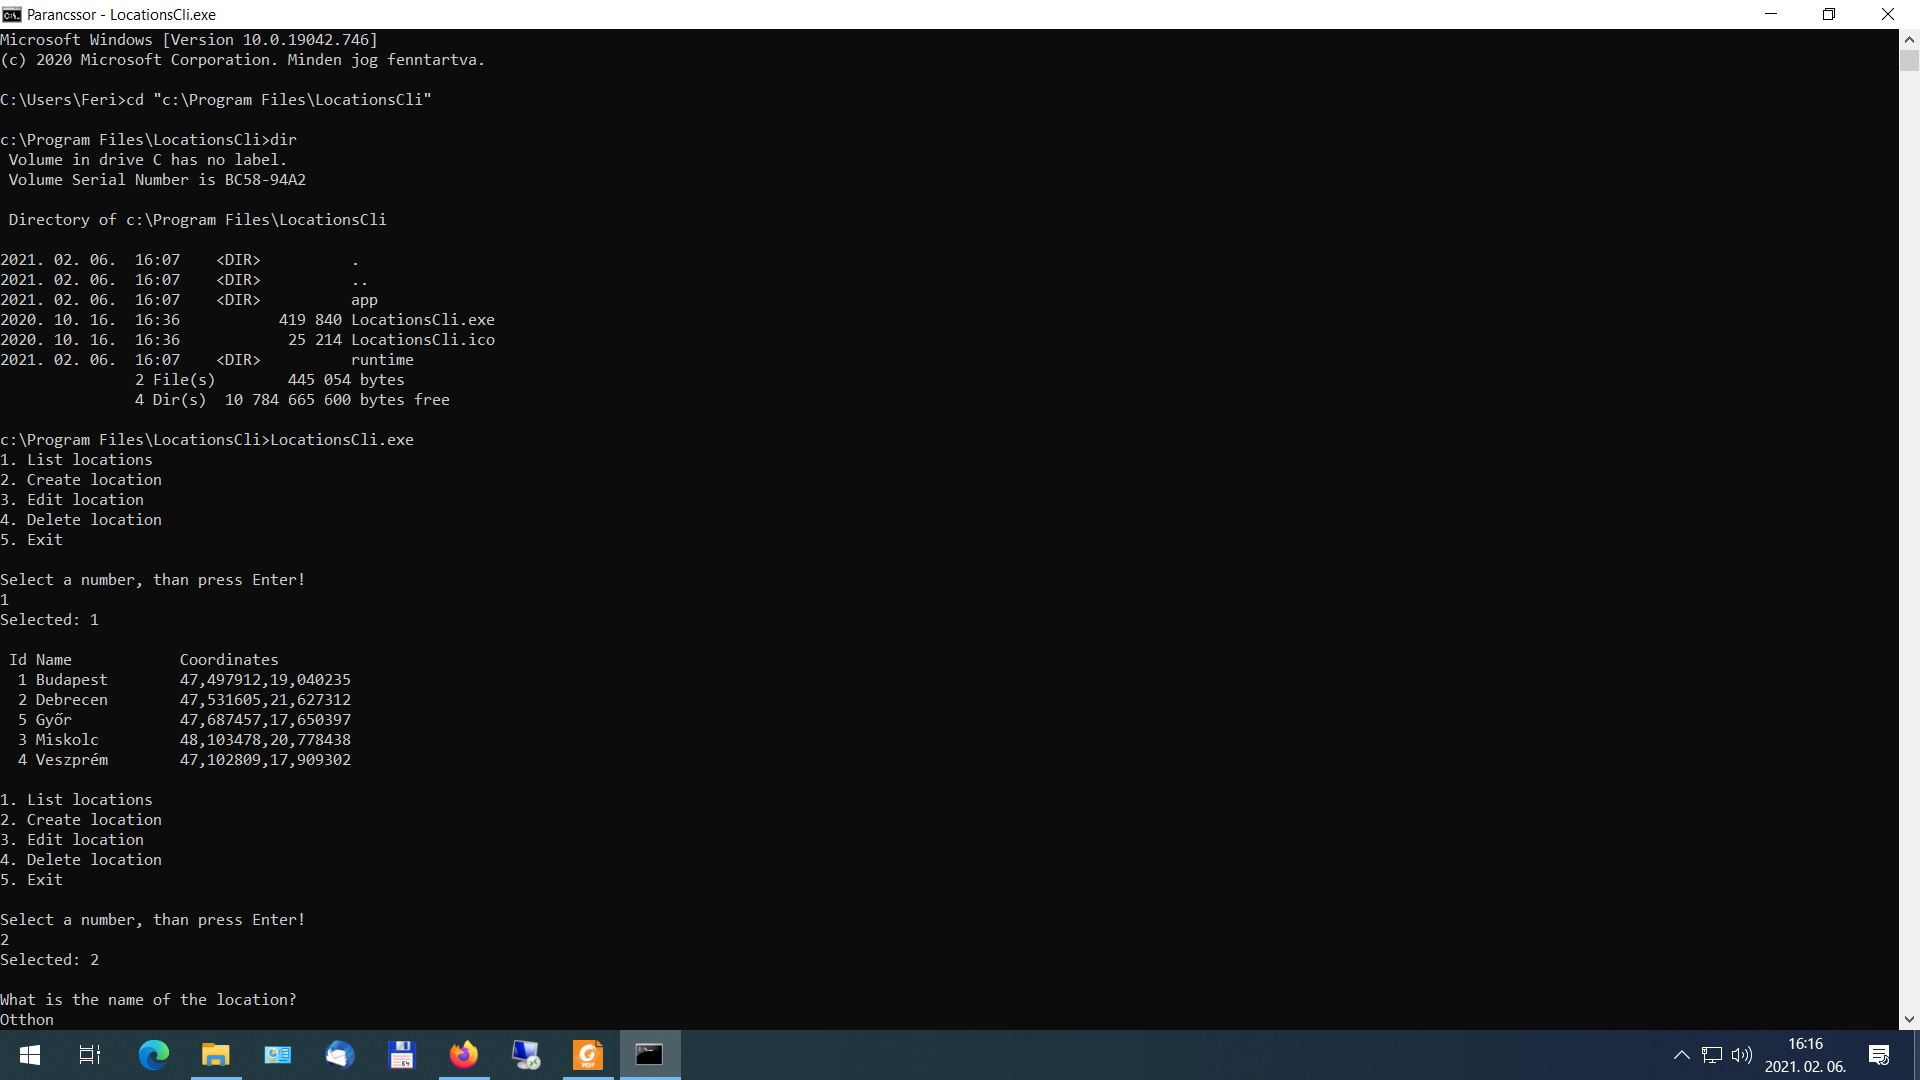 Parancssor - LocationsCli.exe
Microsoft Windows [Version 10.0.19042.746]
(c) 2020 Microsoft Corporation. Minden jog fenntartva.
C:\Users\Feri>cd "c:\Program Files\LocationsCli"
c:\Program Files\LocationsCli>dir
Volume in drive C has no label.
Volume Serial Number is BC58-94A2
Directory of c:\Program Files\LocationsCli
2021. 02. 06.  16:07    <DIR>          .
2021. 02. 06.  16:07    <DIR>          ..
2021. 02. 06.  16:07    <DIR>          app
2020. 10. 16.  16:36           419 840 LocationsCli.exe
2020. 10. 16.  16:36            25 214 LocationsCli.ico
2021. 02. 06.  16:07    <DIR>          runtime
2 File(s)        445 054 bytes
4 Dir(s)  10 784 665 600 bytes free
c:\Program Files\LocationsCli>LocationsCli.exe
1. List locations
2. Create location
3. Edit location
4. Delete location
5. Exit
Select a number, than press Enter!
1
Selected: 1
Id Name            Coordinates
1 Budapest        47,497912,19,040235
2 Debrecen        47,531605,21,627312
5 Győr            47,687457,17,650397
3 Miskolc         48,103478,20,778438
4 Veszprém        47,102809,17,909302
1. List locations
2. Create location
3. Edit location
4. Delete location
5. Exit
Select a number, than press Enter!
2
Selected: 2
What is the name of the location?
Otthon
16:16
2021. 02. 06.